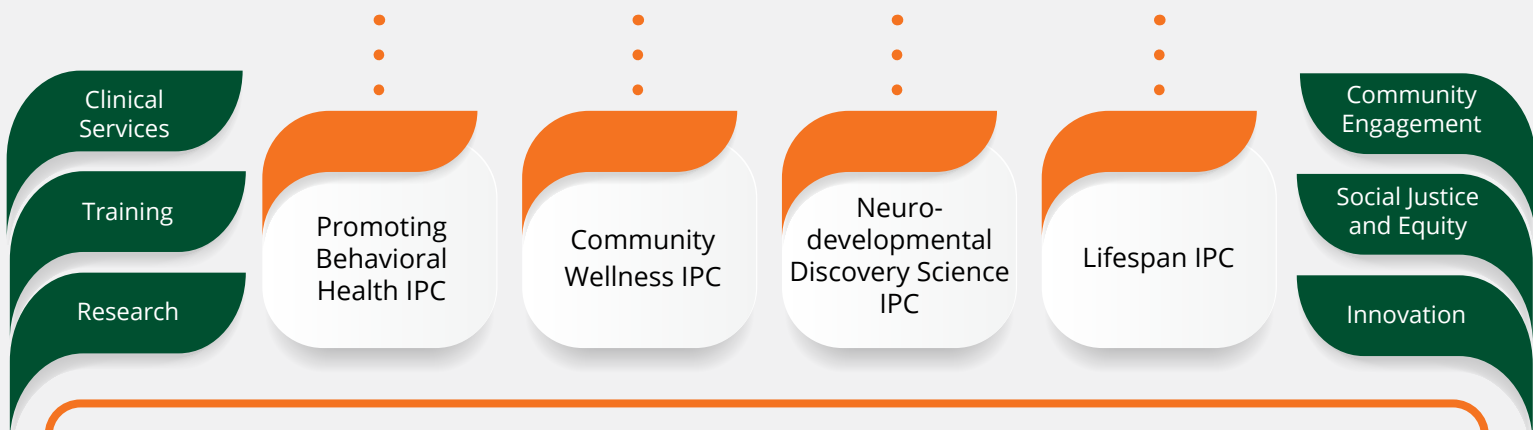 Clinical
Services
Training
Research
Promoting
Behavioral
Health IPC
Community
Wellness IPC
Neuro-
developmental
Discovery Science
IPC
Lifespan IPC
Community
Engagement
Social Justice
and Equity
Innovation